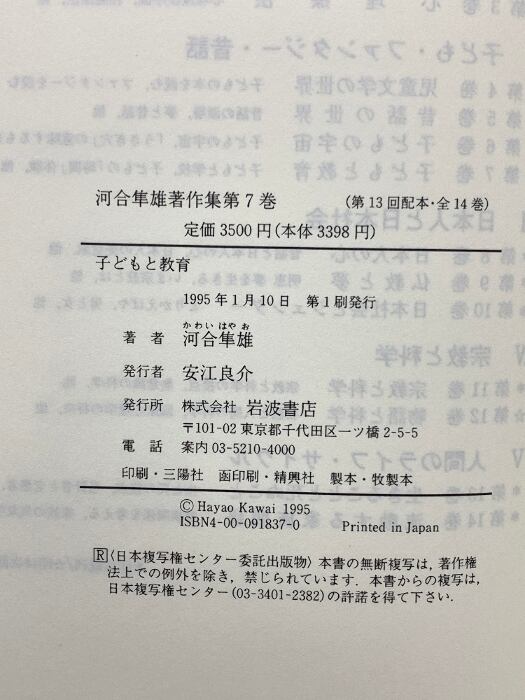 河合隼雄著作集第7巻 (第13回配本・全14巻)
定価3500円(本体3398円)
子どもと教育
1995年1月10日 第1刷発行
かわいはやお
著者 河合隼雄
発行者 安江良介
発行所 株式会社 岩波書店
〒101-02 東京都千代田区一ツ橋2-5-5
電話 案内03-5210-4000
印刷・三陽社 函印刷・精興社 製本・牧製本
© Hayao Kawai 1995
ISBN4-00-091837-0 Printed in Japan
R〈日本複写権センター委託出版物〉本書の無断複写は,著作権
法上での例外を除き,禁じられています.本書からの複写は,
日本複写権センター(03-3401-2382)の許諾を得て下さい.